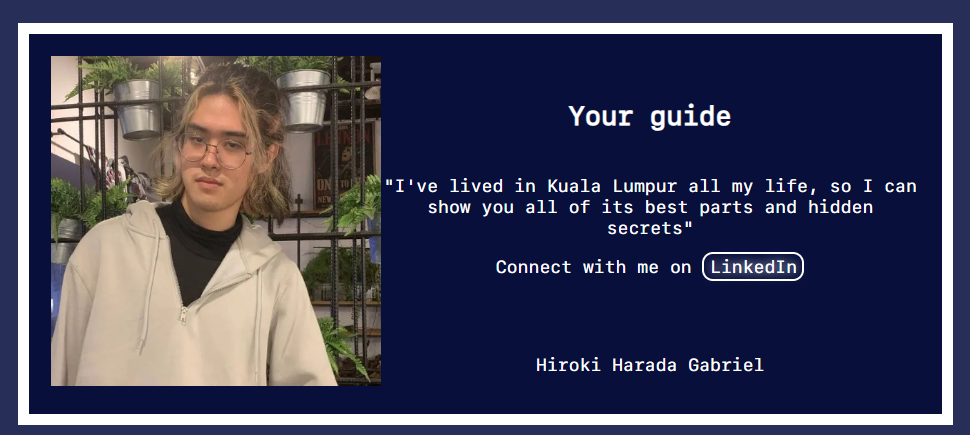 Your guide
"I've lived in Kuala Lumpur all my life, so I can
show you all of its best parts and hidden
secrets"
Connect with me on LinkedIn
Hiroki Harada Gabriel